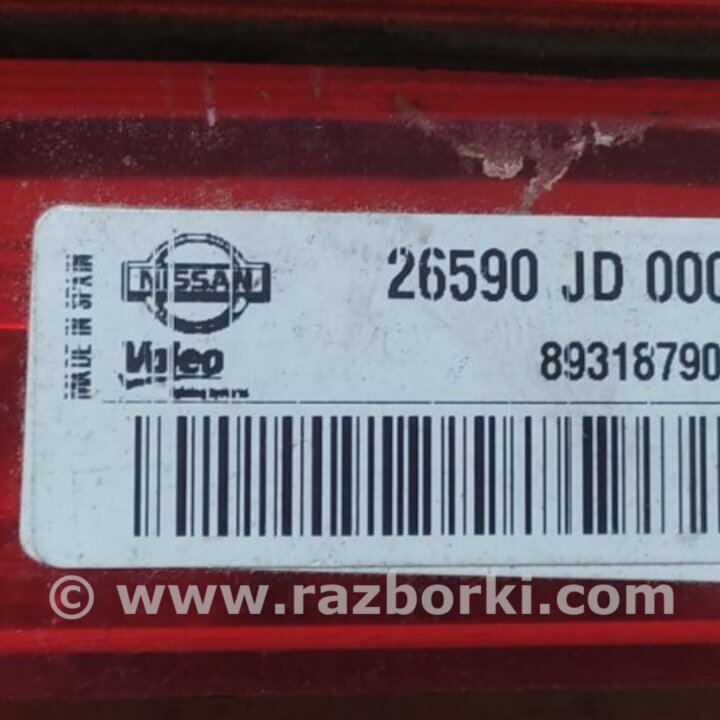 MADE IN SPAIN
NISSAN
26590 JD 000
Valeo
89318790
© www.razborki.com